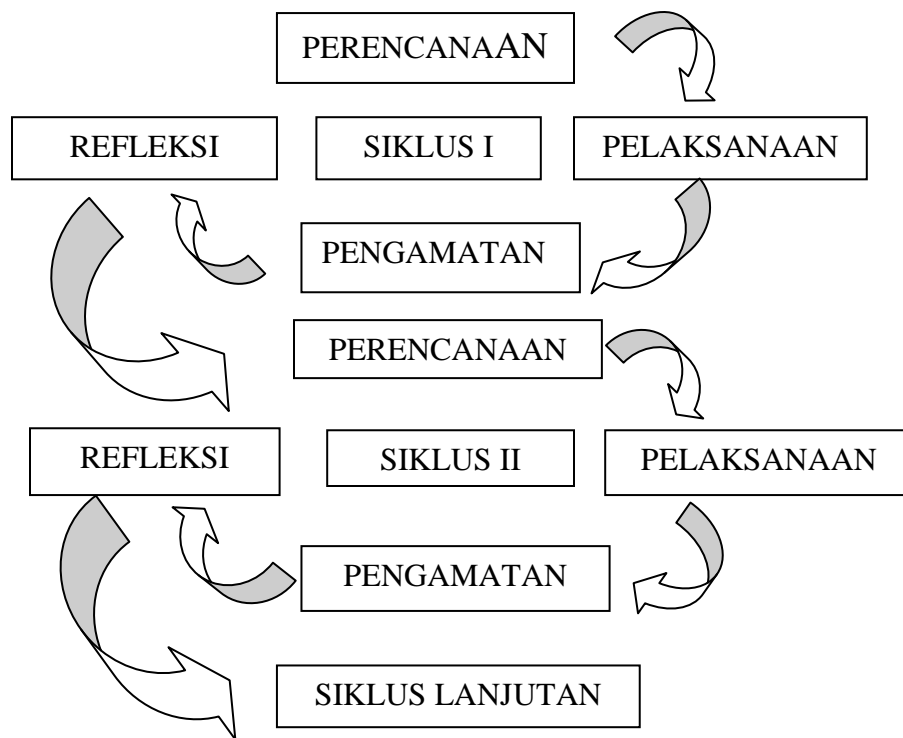 PERENCANAAN
REFLEKSI
SIKLUS I
PELAKSANAAN
PENGAMATAN
PERENCANAAN
REFLEKSI
SIKLUS II
PELAKSANAAN
PENGAMATAN
SIKLUS LANJUTAN